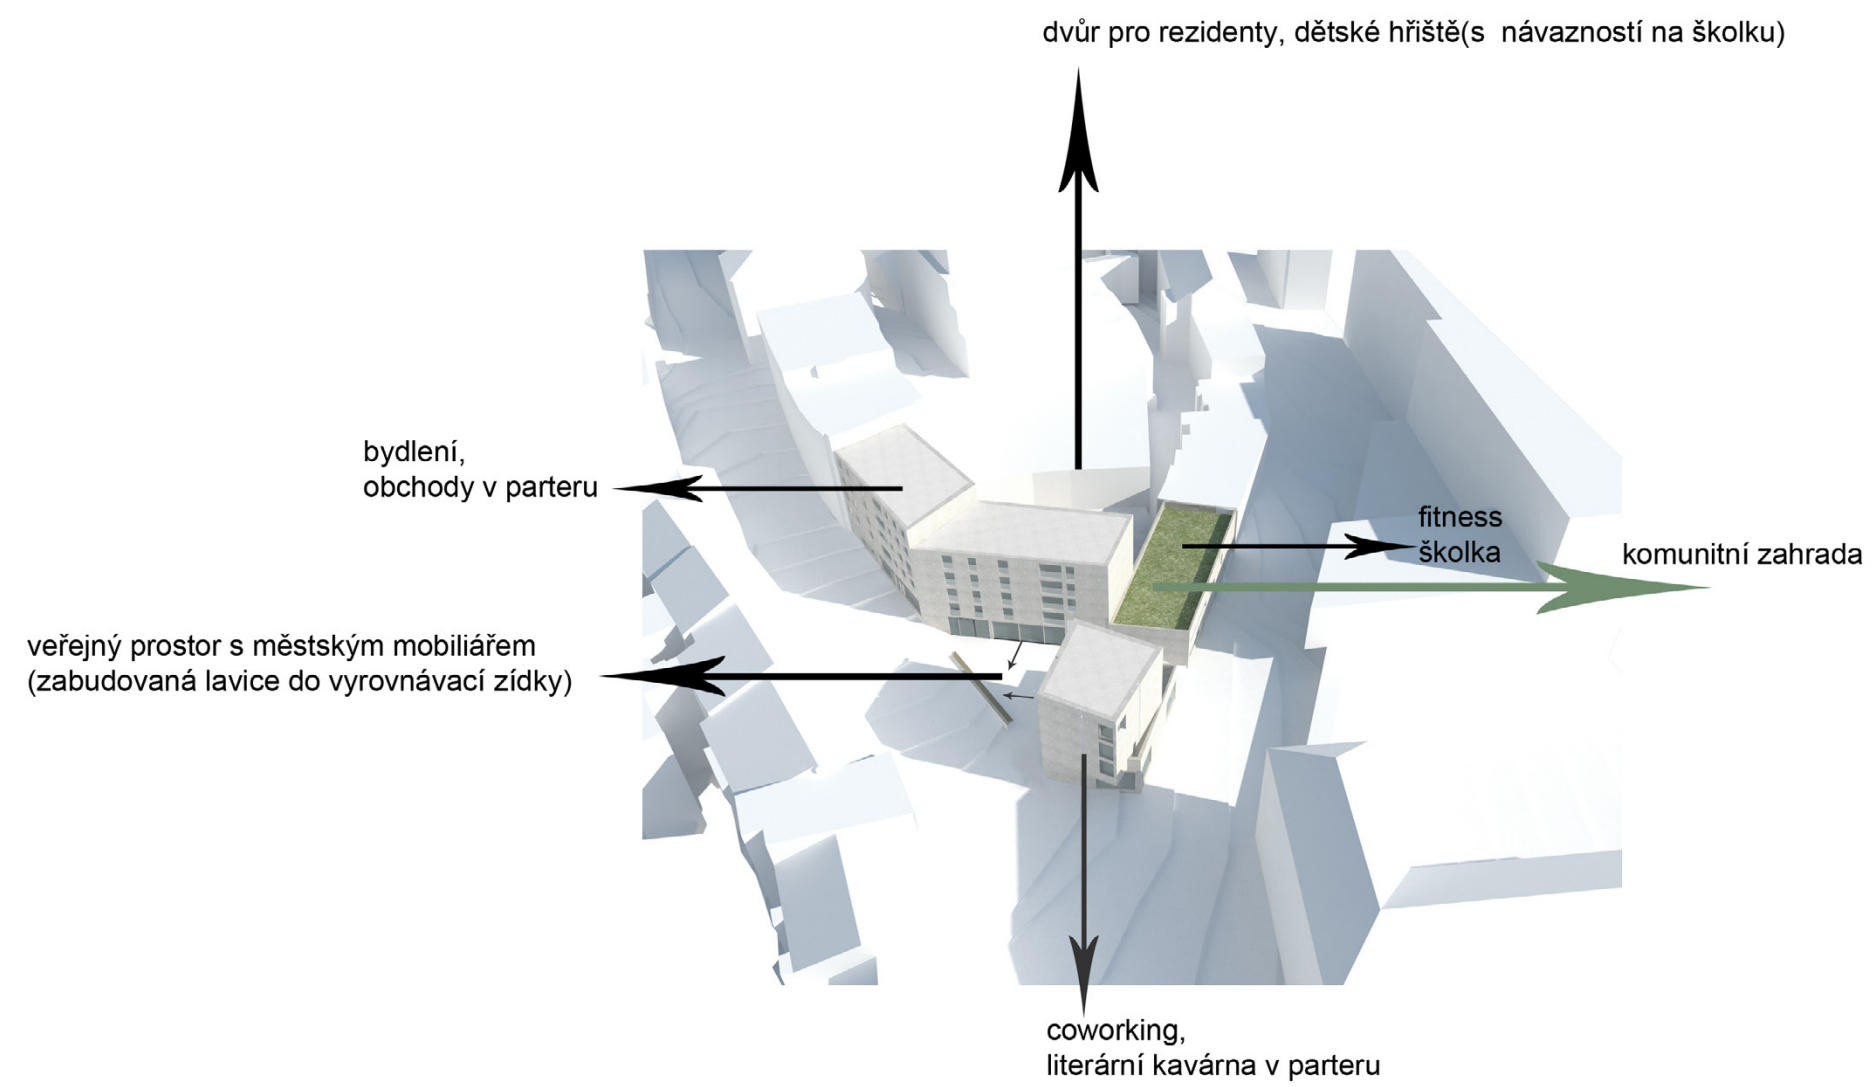 dvůr pro rezidenty, dětské hřiště(s návazností na školku)
bydlení,
obchody v parteru
fitness
školka
komunitní zahrada
veřejný prostor s městským mobiliářem
(zabudovaná lavice do vyrovnávací zídky)
coworking,
literární kavárna v parteru